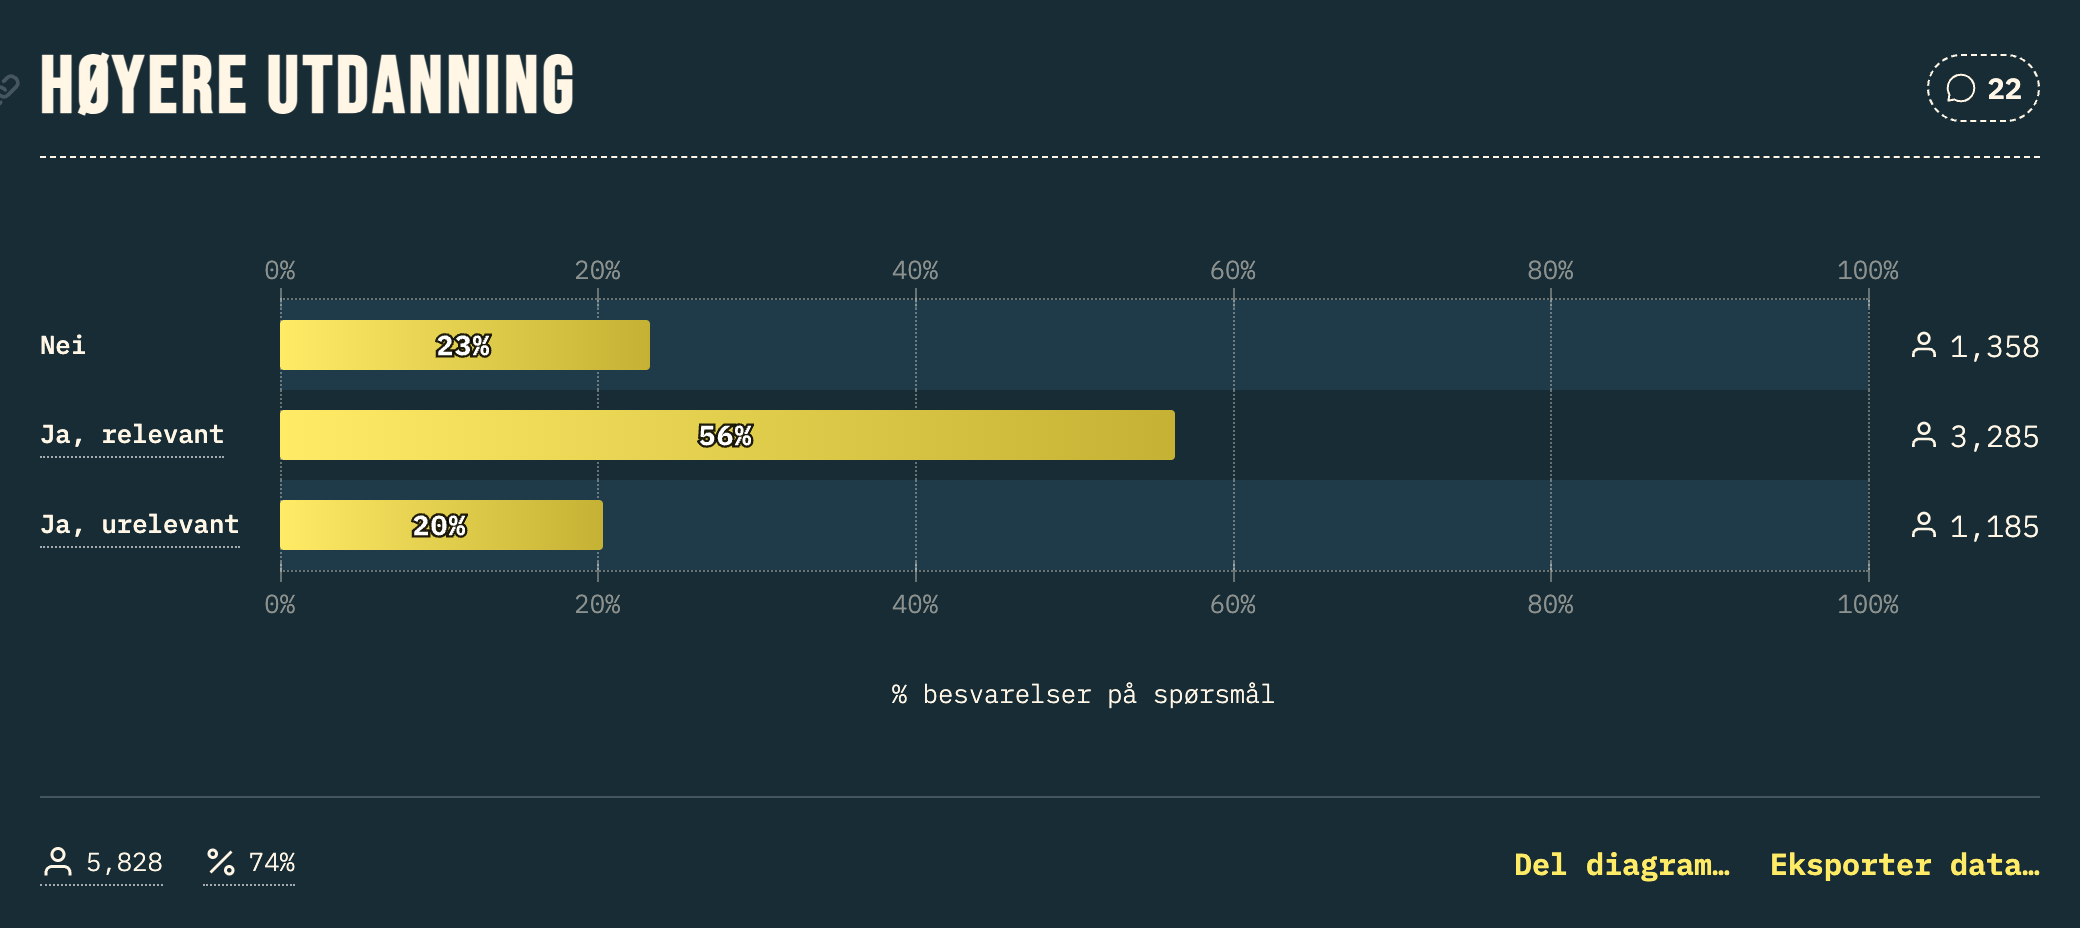 HØYERE UTDANNING
22
0% 20% 40% 60% 80% 100%
Nei 23% 1,358
Ja, relevant 56% 3,285
Ja, urelevant 20% 1,185
0% 20% 40% 60% 80% 100%
% besvarelser på spørsmål
5,828 % 74% Del diagram… Eksporter data…